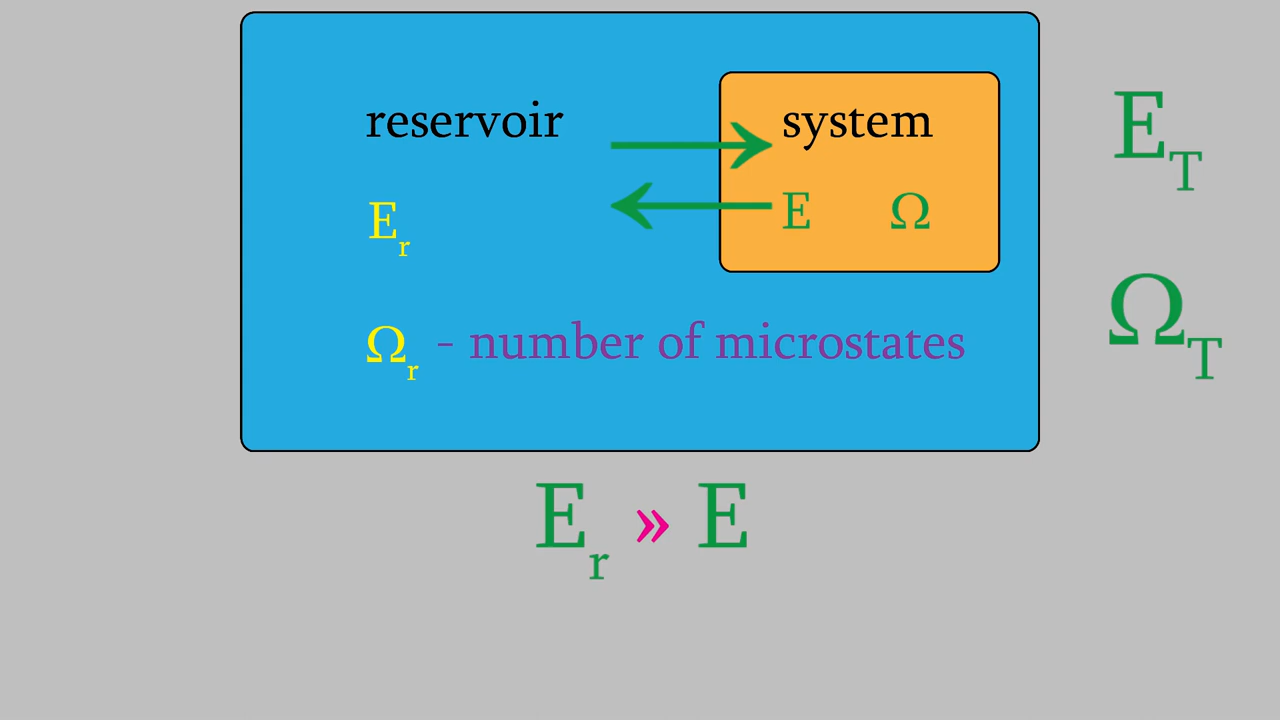 reservoir
system
E_T
E_r
E Ω
Ω_r - number of microstates
Ω_T
E_r » E